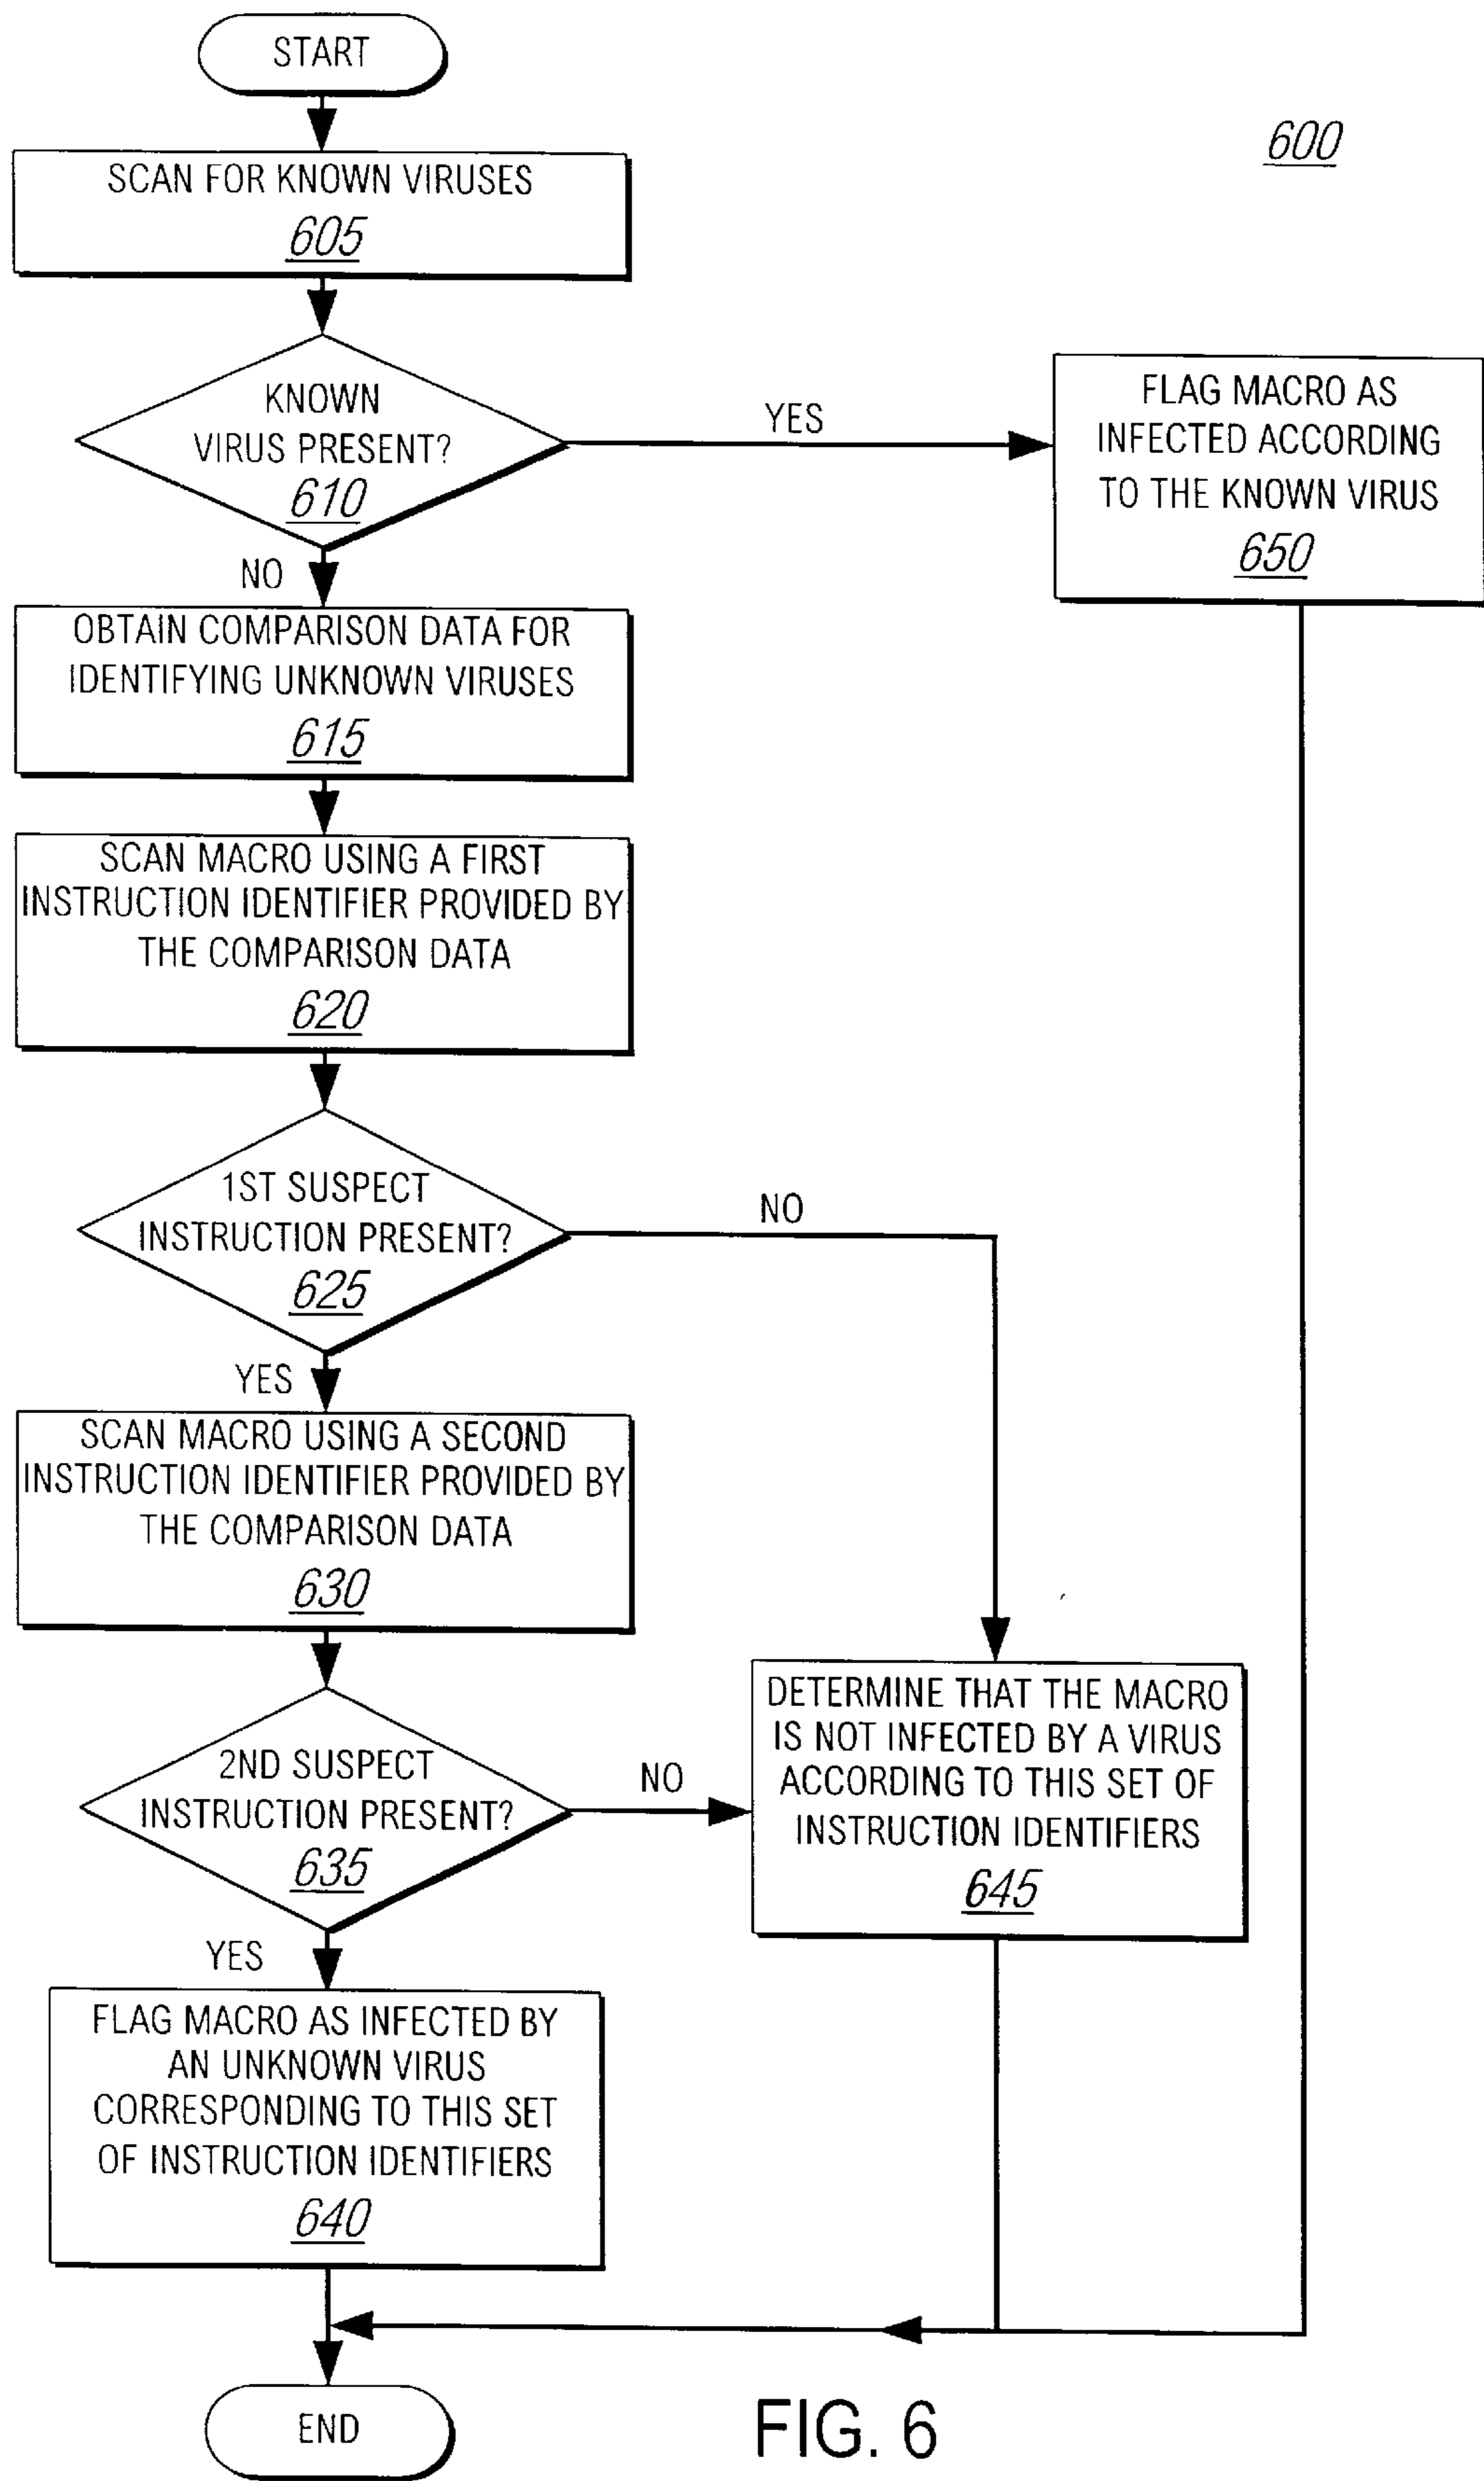 START
600
SCAN FOR KNOWN VIRUSES
605
KNOWN
VIRUS PRESENT?
610
YES
FLAG MACRO AS
INFECTED ACCORDING
TO THE KNOWN VIRUS
650
NO
OBTAIN COMPARISON DATA FOR
IDENTIFYING UNKNOWN VIRUSES
615
SCAN MACRO USING A FIRST
INSTRUCTION IDENTIFIER PROVIDED BY
THE COMPARISON DATA
620
1ST SUSPECT
INSTRUCTION PRESENT?
625
NO
YES
SCAN MACRO USING A SECOND
INSTRUCTION IDENTIFIER PROVIDED BY
THE COMPARISON DATA
630
2ND SUSPECT
INSTRUCTION PRESENT?
635
NO
DETERMINE THAT THE MACRO
IS NOT INFECTED BY A VIRUS
ACCORDING TO THIS SET OF
INSTRUCTION IDENTIFIERS
645
YES
FLAG MACRO AS INFECTED BY
AN UNKNOWN VIRUS
CORRESPONDING TO THIS SET
OF INSTRUCTION IDENTIFIERS
640
END
FIG. 6